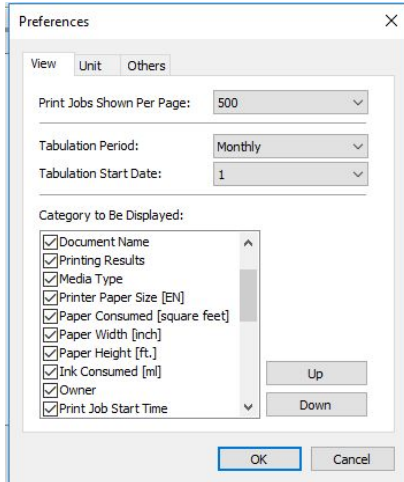 Preferences
View Unit Others
Print Jobs Shown Per Page: 500
Tabulation Period: Monthly
Tabulation Start Date: 1
Category to Be Displayed:
Document Name
Printing Results
Media Type
Printer Paper Size [EN]
Paper Consumed [square feet]
Paper Width [inch]
Paper Height [ft.]
Ink Consumed [ml]
Owner
Print Job Start Time
Up
Down
OK Cancel